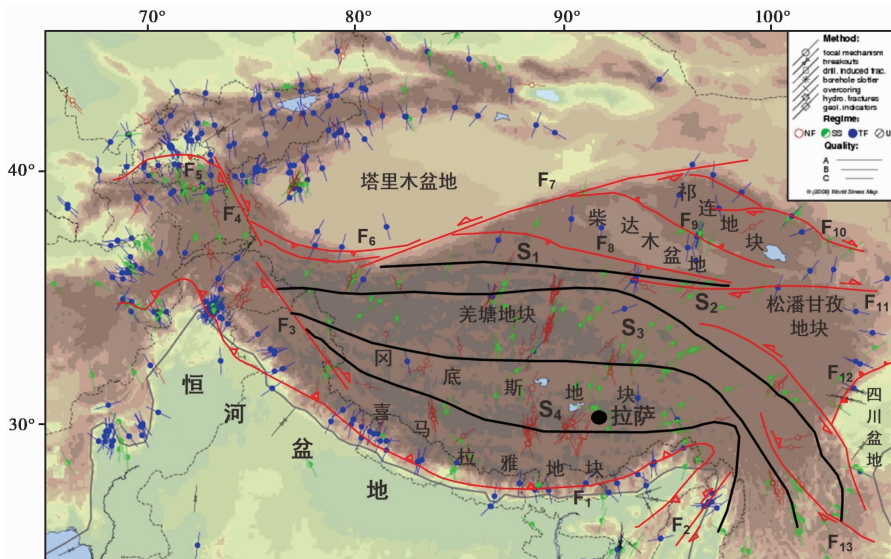 70°
80°
90°
100°
40°
30°
Method:
focal mechanism
breakouts
drill. induced frac.
borehole slotter
overcoring
hydro. fractures
geol. indicators
Regime:
NF SS TF U
Quality:
A
B
C
© (2008) World Stress Map
塔里木盆地
F₇
F₅
F₄
F₆
柴达木盆地
祁连地块
F₈
F₉
F₁₀
S₁
S₂
F₁₁
松潘甘孜
地块
羌塘地块
S₃
F₃
冈底斯地块
S₄
拉萨
F₁₂
四川盆地
恒河盆地
喜马拉雅地块
F₁
F₂
F₁₃